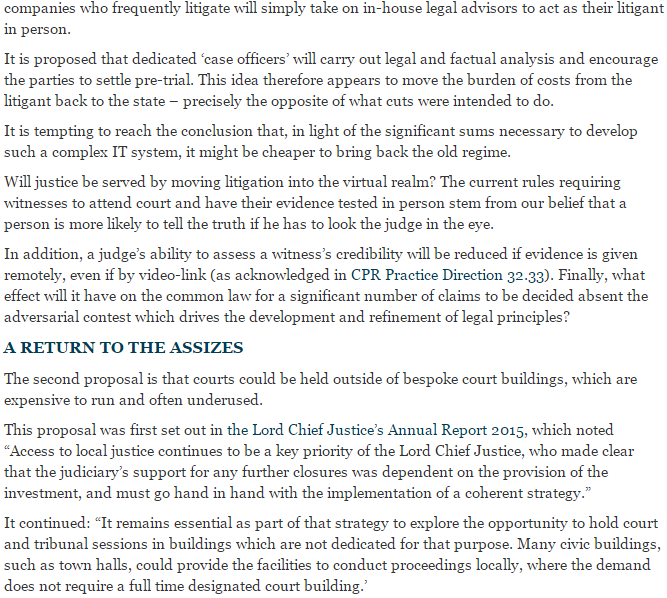 companies who frequently litigate will simply take on in-house legal advisors to act as their litigant
in person.
It is proposed that dedicated ‘case officers’ will carry out legal and factual analysis and encourage
the parties to settle pre-trial. This idea therefore appears to move the burden of costs from the
litigant back to the state – precisely the opposite of what cuts were intended to do.
It is tempting to reach the conclusion that, in light of the significant sums necessary to develop
such a complex IT system, it might be cheaper to bring back the old regime.
Will justice be served by moving litigation into the virtual realm? The current rules requiring
witnesses to attend court and have their evidence tested in person stem from our belief that a
person is more likely to tell the truth if he has to look the judge in the eye.
In addition, a judge’s ability to assess a witness’s credibility will be reduced if evidence is given
remotely, even if by video-link (as acknowledged in CPR Practice Direction 32.33). Finally, what
effect will it have on the common law for a significant number of claims to be decided absent the
adversarial contest which drives the development and refinement of legal principles?
A RETURN TO THE ASSIZES
The second proposal is that courts could be held outside of bespoke court buildings, which are
expensive to run and often underused.
This proposal was first set out in the Lord Chief Justice’s Annual Report 2015, which noted
“Access to local justice continues to be a key priority of the Lord Chief Justice, who made clear
that the judiciary’s support for any further closures was dependent on the provision of the
investment, and must go hand in hand with the implementation of a coherent strategy.”
It continued: “It remains essential as part of that strategy to explore the opportunity to hold court
and tribunal sessions in buildings which are not dedicated for that purpose. Many civic buildings,
such as town halls, could provide the facilities to conduct proceedings locally, where the demand
does not require a full time designated court building.’